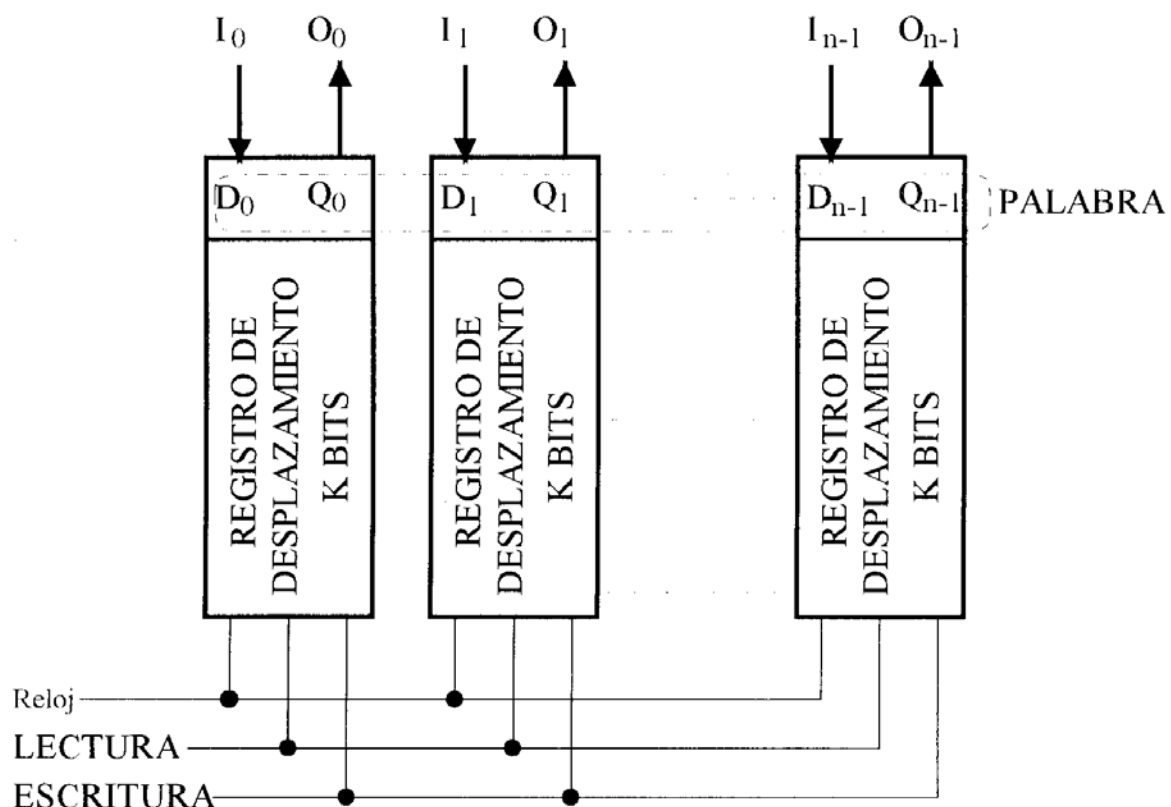 I0 O0 I1 O1 In-1 On-1
D0 Q0 D1 Q1 Dn-1 Qn-1 PALABRA
REGISTRO DE
DESPLAZAMIENTO
K BITS
REGISTRO DE
DESPLAZAMIENTO
K BITS
REGISTRO DE
DESPLAZAMIENTO
K BITS
Reloj
LECTURA
ESCRITURA